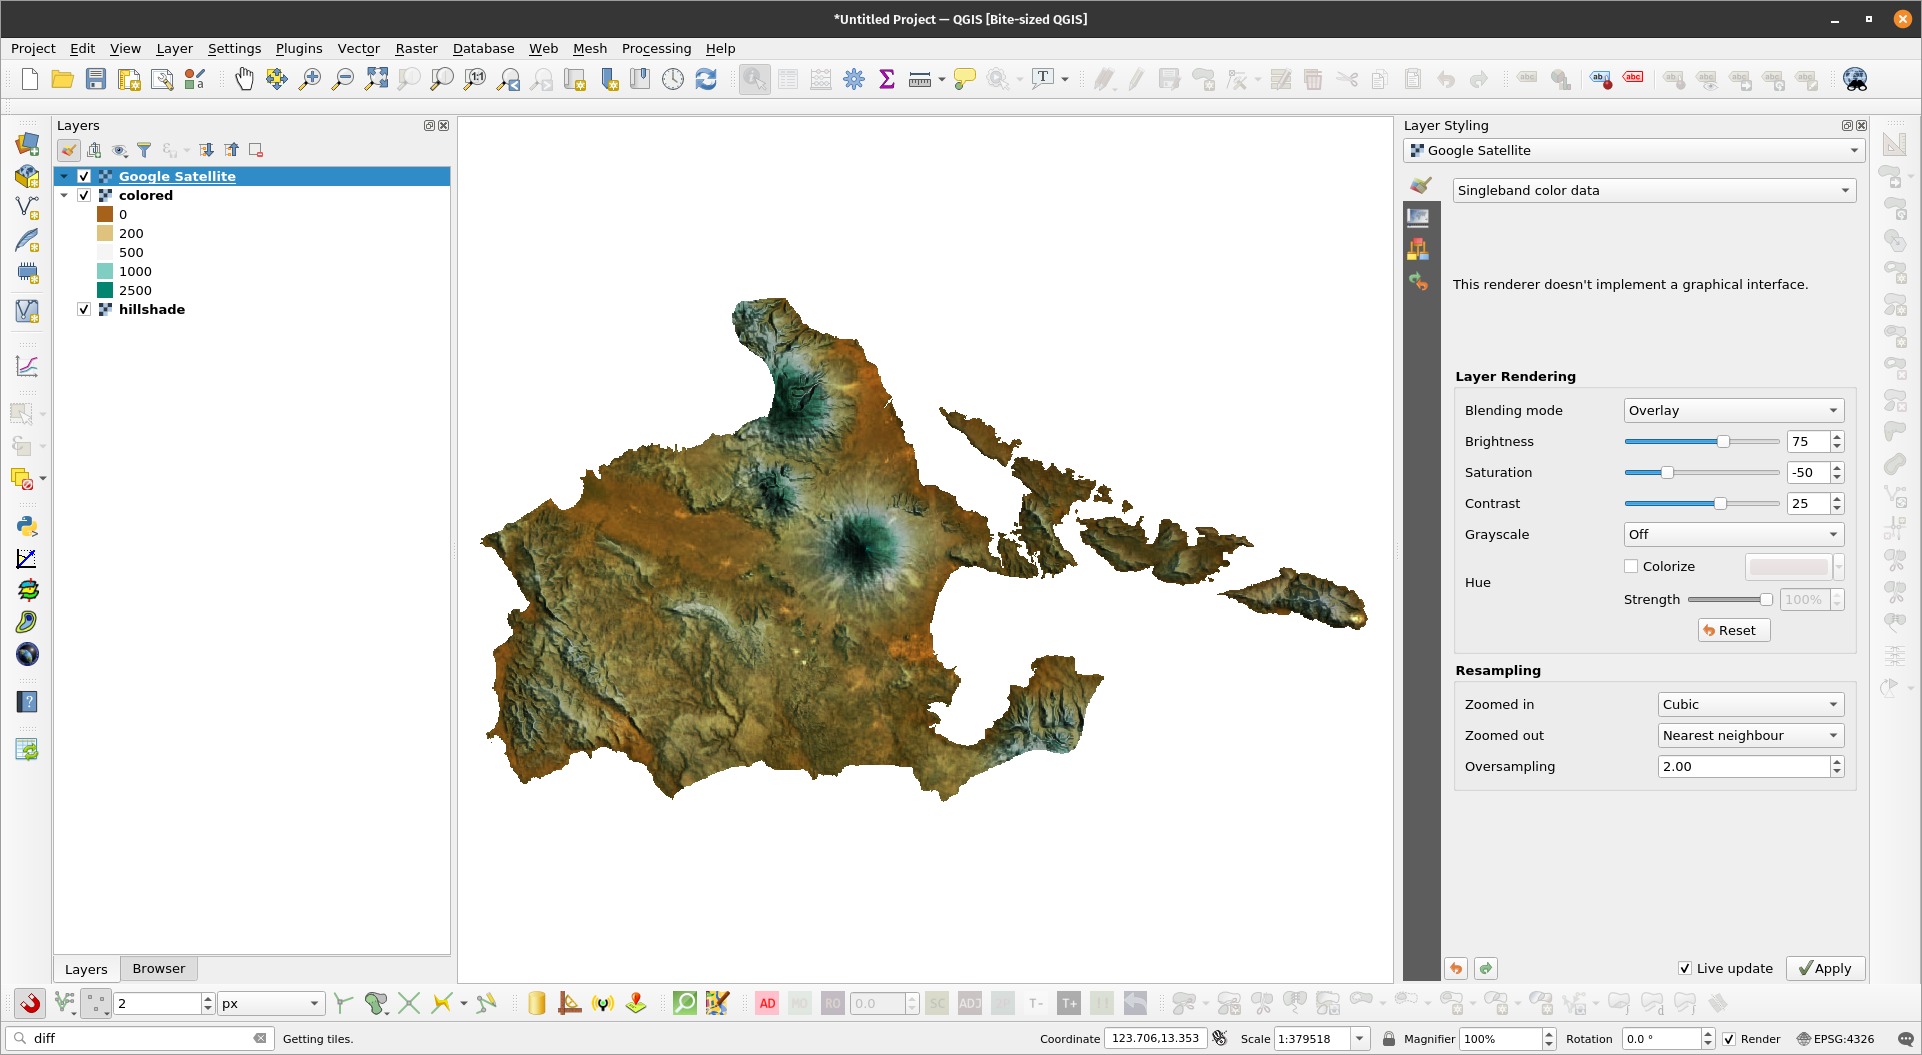 *Untitled Project — QGIS [Bite-sized QGIS]
Project Edit View Layer Settings Plugins Vector Raster Database Web Mesh Processing Help
Layers
Google Satellite
colored
0
200
500
1000
2500
hillshade
Layers Browser
Layer Styling
Google Satellite
Singleband color data
This renderer doesn't implement a graphical interface.
Layer Rendering
Blending mode Overlay
Brightness 75
Saturation -50
Contrast 25
Grayscale Off
Hue Colorize
Strength 100%
Reset
Resampling
Zoomed in Cubic
Zoomed out Nearest neighbour
Oversampling 2.00
Live update Apply
2 px AD MO RO 0.0 SC ADJ T- T+
diff Getting tiles. Coordinate 123.706,13.353 Scale 1:379518 Magnifier 100% Rotation 0.0 ° Render EPSG:4326